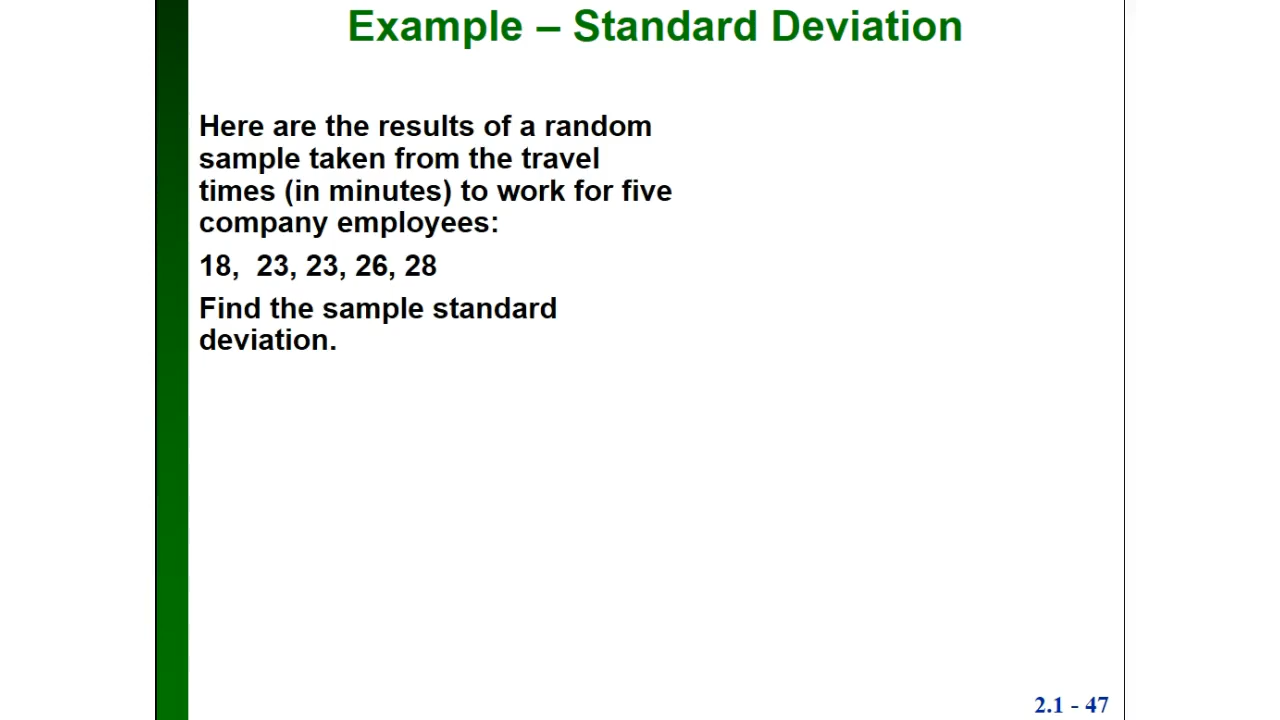 Example – Standard Deviation
Here are the results of a random
sample taken from the travel
times (in minutes) to work for five
company employees:
18,  23, 23, 26, 28
Find the sample standard
deviation.
2.1 - 47